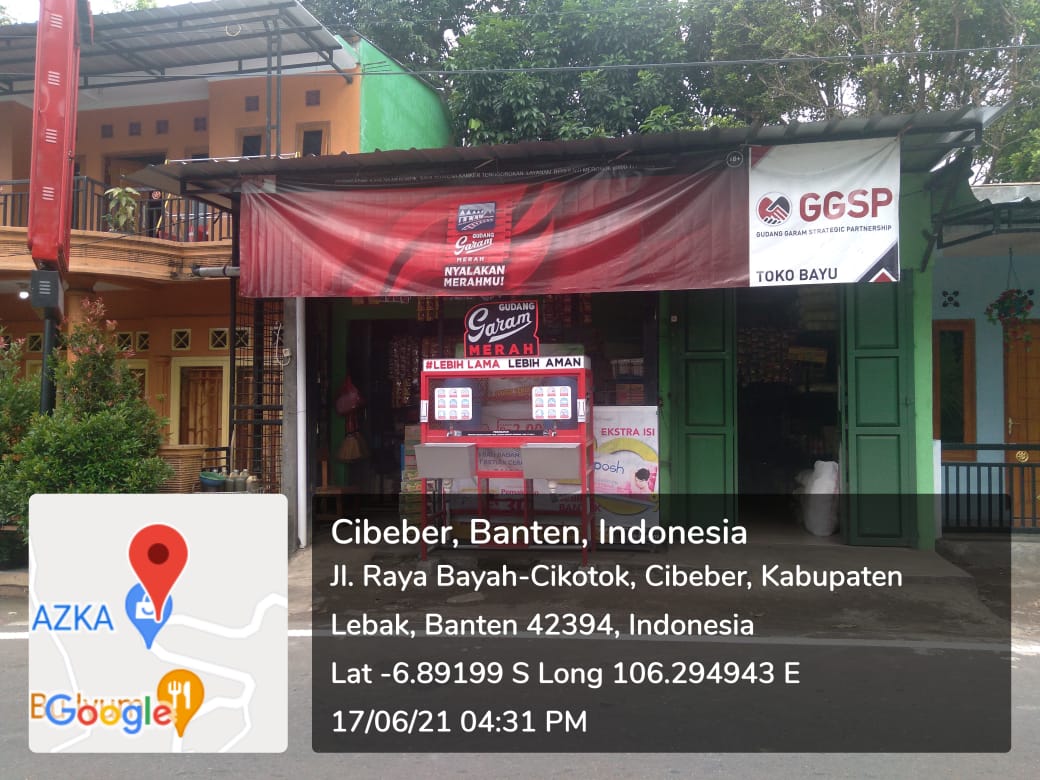 18+
GUDANG
Garam
MERAH
NYALAKAN
MERAHMU!
GGSP
GUDANG GARAM STRATEGIC PARTNERSHIP
TOKO BAYU
GUDANG
Garam
MERAH
#LEBIH LAMA LEBIH AMAN
EKSTRA ISI
posh
Cibeber, Banten, Indonesia
Jl. Raya Bayah-Cikotok, Cibeber, Kabupaten
Lebak, Banten 42394, Indonesia
Lat -6.89199 S Long 106.294943 E
17/06/21 04:31 PM
AZKA
Google